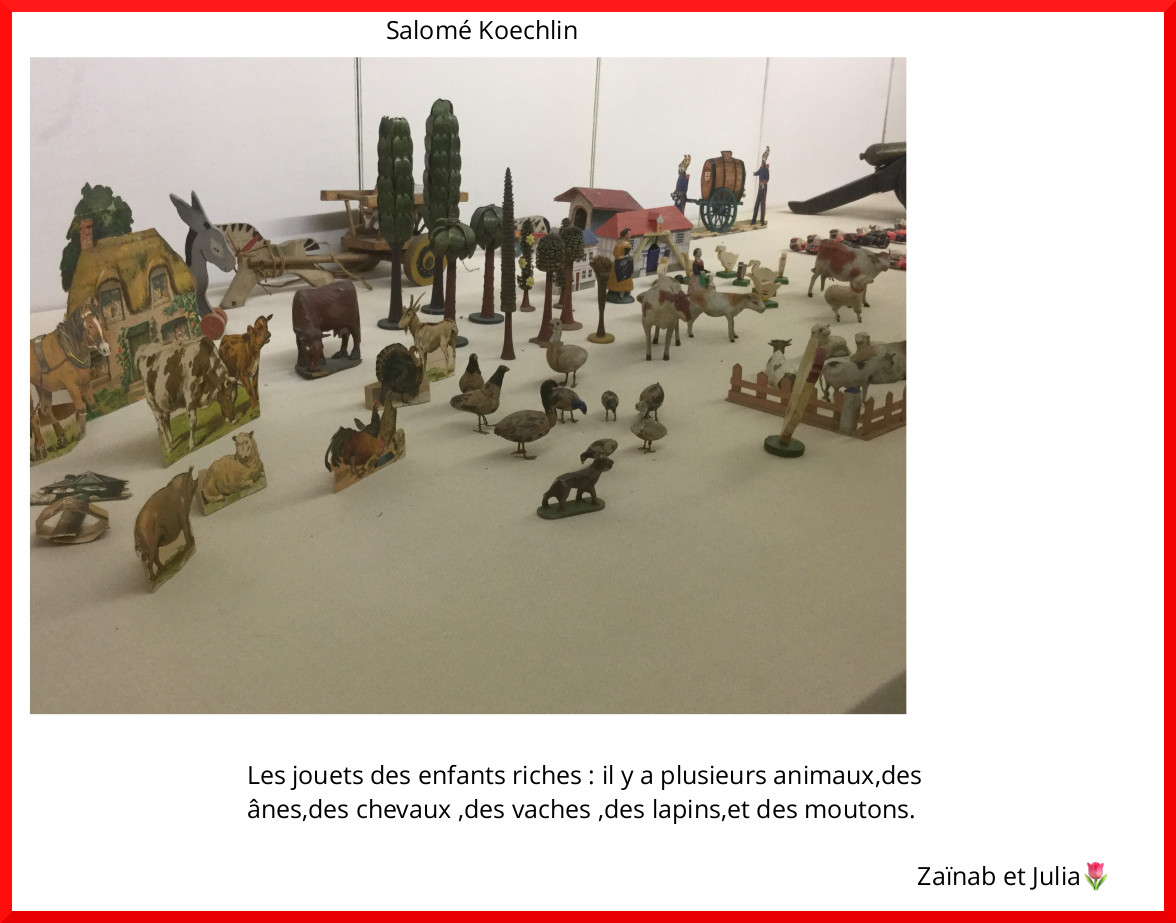 Salomé Koechlin
Les jouets des enfants riches : il y a plusieurs animaux,des
ânes,des chevaux ,des vaches ,des lapins,et des moutons.
Zaïnab et Julia🌷